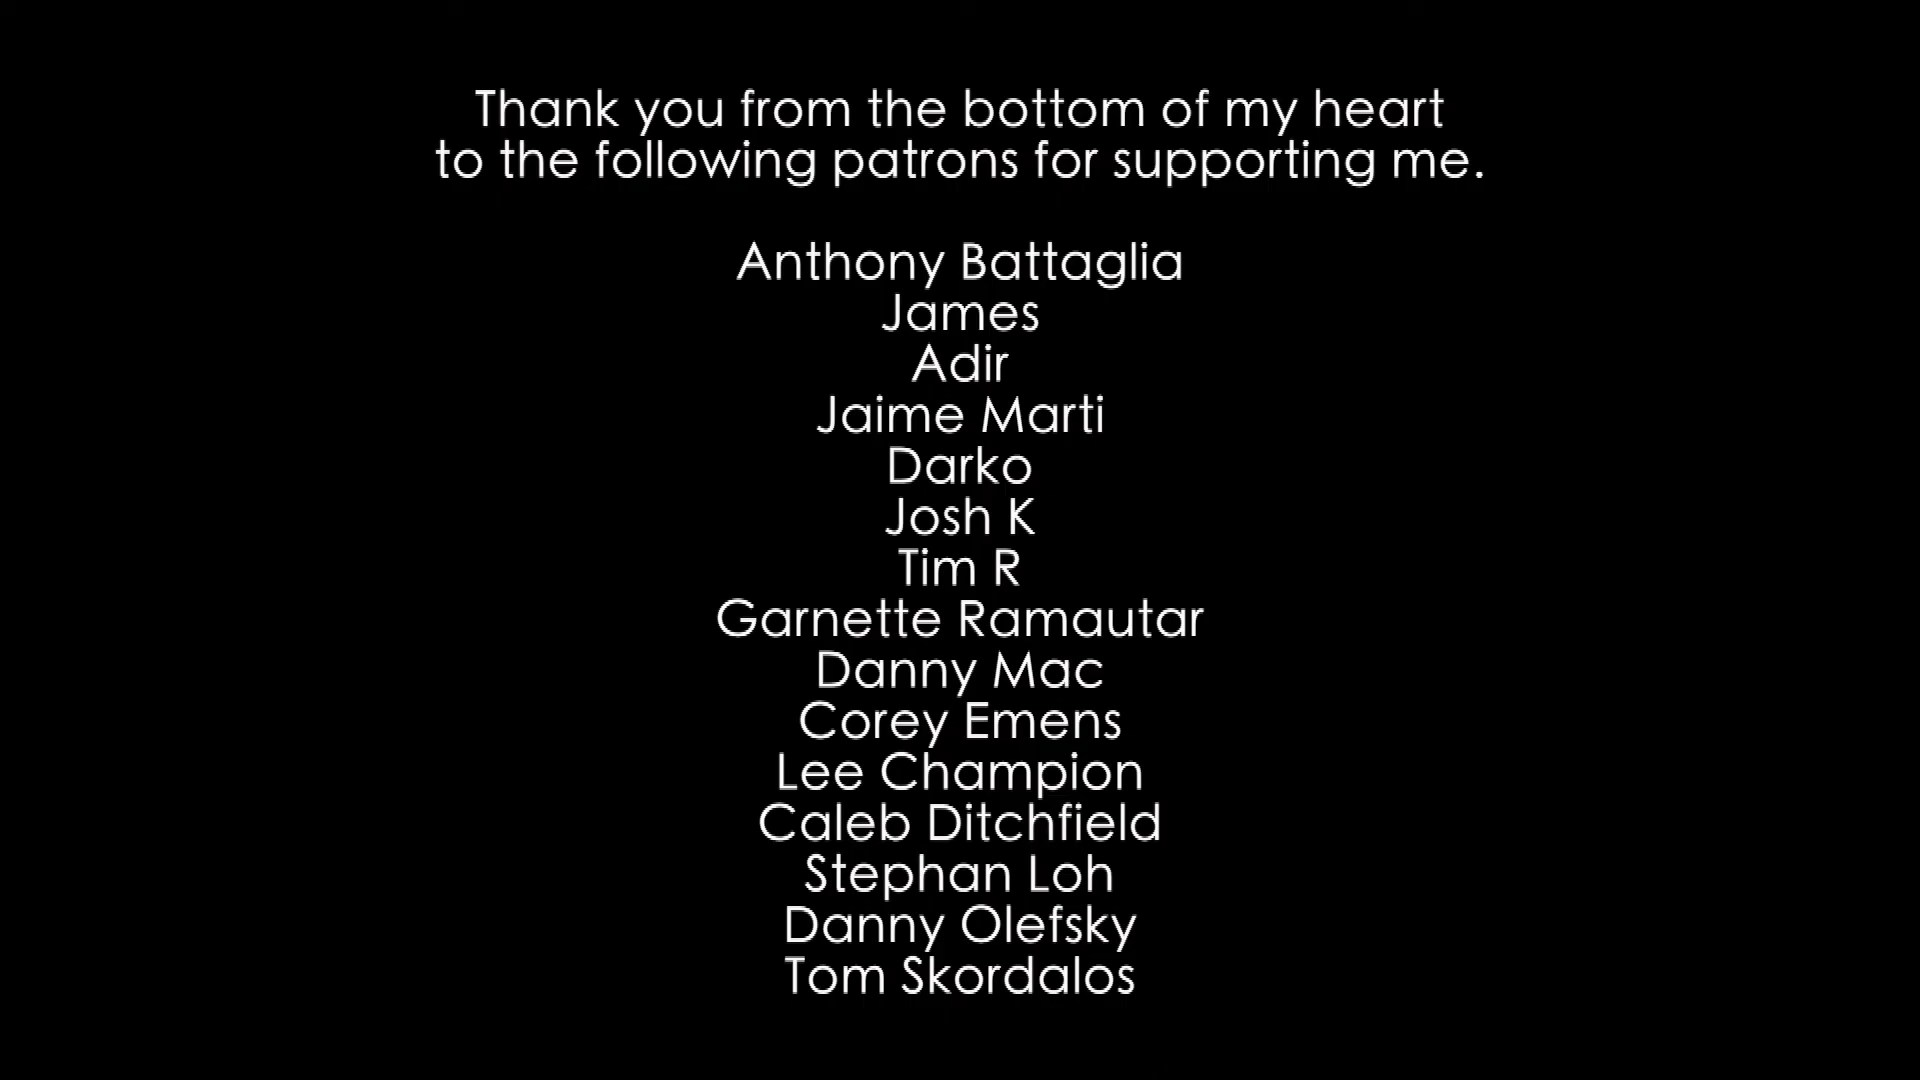 Thank you from the bottom of my heart
to the following patrons for supporting me.
Anthony Battaglia
James
Adir
Jaime Marti
Darko
Josh K
Tim R
Garnette Ramautar
Danny Mac
Corey Emens
Lee Champion
Caleb Ditchfield
Stephan Loh
Danny Olefsky
Tom Skordalos